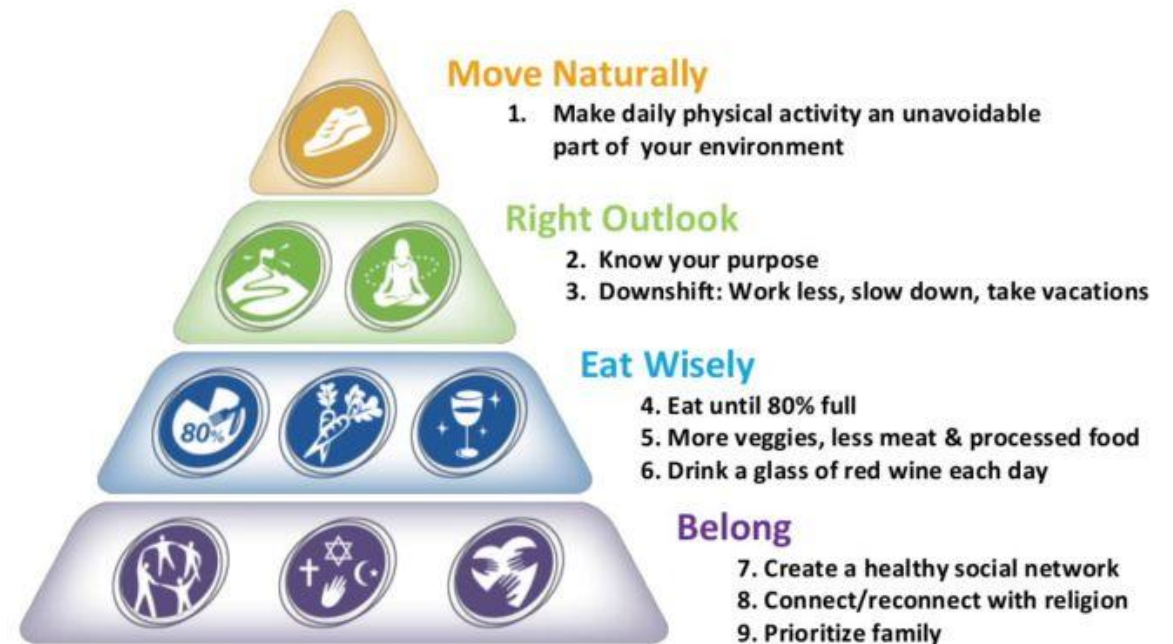 Move Naturally
1. Make daily physical activity an unavoidable
part of your environment
Right Outlook
2. Know your purpose
3. Downshift: Work less, slow down, take vacations
Eat Wisely
80%
4. Eat until 80% full
5. More veggies, less meat & processed food
6. Drink a glass of red wine each day
Belong
7. Create a healthy social network
8. Connect/reconnect with religion
9. Prioritize family